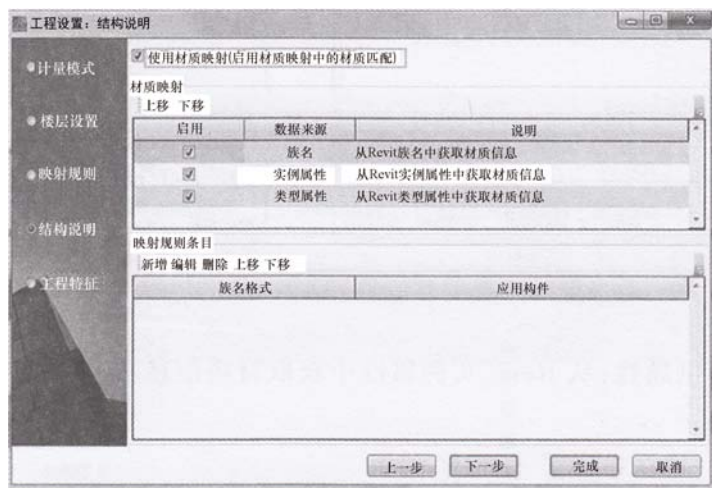 工程设置：结构说明
计量模式
楼层设置
映射规则
结构说明
工程特征
使用材质映射(启用材质映射中的材质匹配)
材质映射
上移 下移
启用 数据来源 说明
族名 从Revit族名中获取材质信息
实例属性 从Revit实例属性中获取材质信息
类型属性 从Revit类型属性中获取材质信息
映射规则条目
新增 编辑 删除 上移 下移
族名格式 应用构件
上一步 下一步 完成 取消